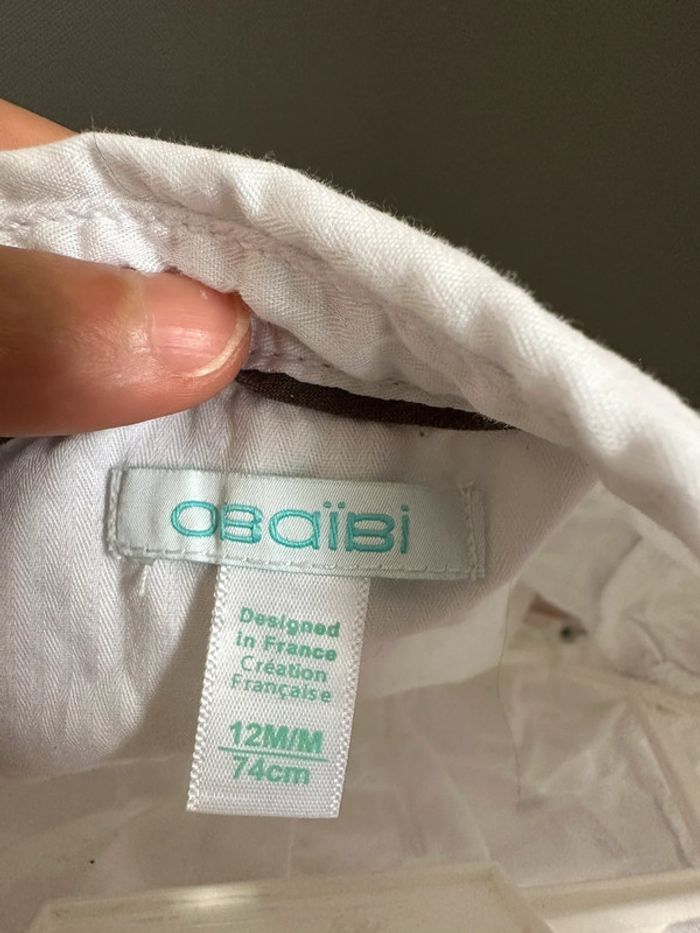 OBaïBi
Designed
in France
Création
Française
12M/M
74cm